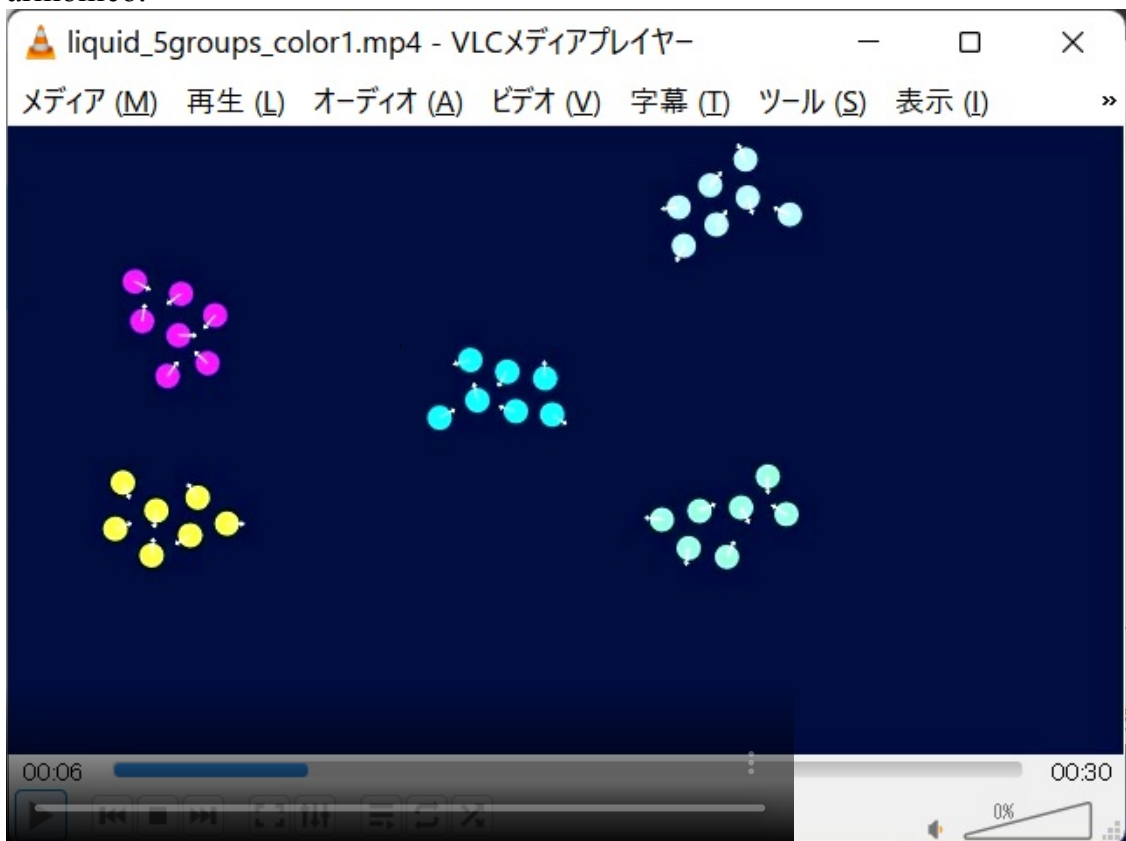 liquid_5groups_color1.mp4 - VLCメディアプレイヤー
メディア (M) 再生 (L) オーディオ (A) ビデオ (V) 字幕 (T) ツール (S) 表示 (I) »
00:06 00:30
0%